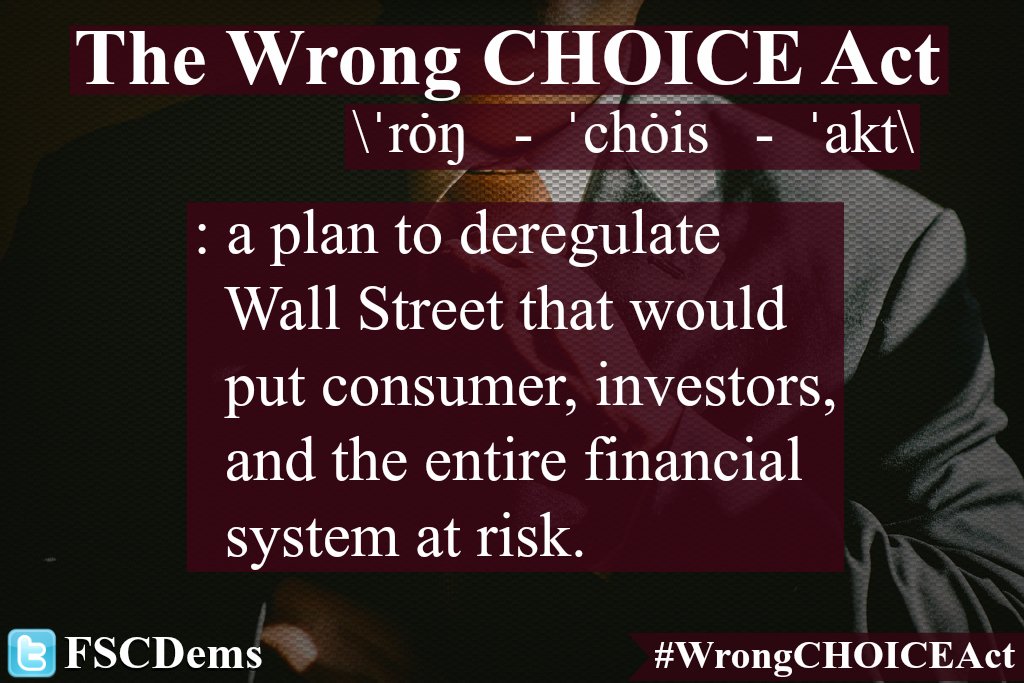 The Wrong CHOICE Act
\ˈrȯŋ - ˈchȯis - ˈakt\
: a plan to deregulate
Wall Street that would
put consumer, investors,
and the entire financial
system at risk.
FSCDems
#WrongCHOICEAct